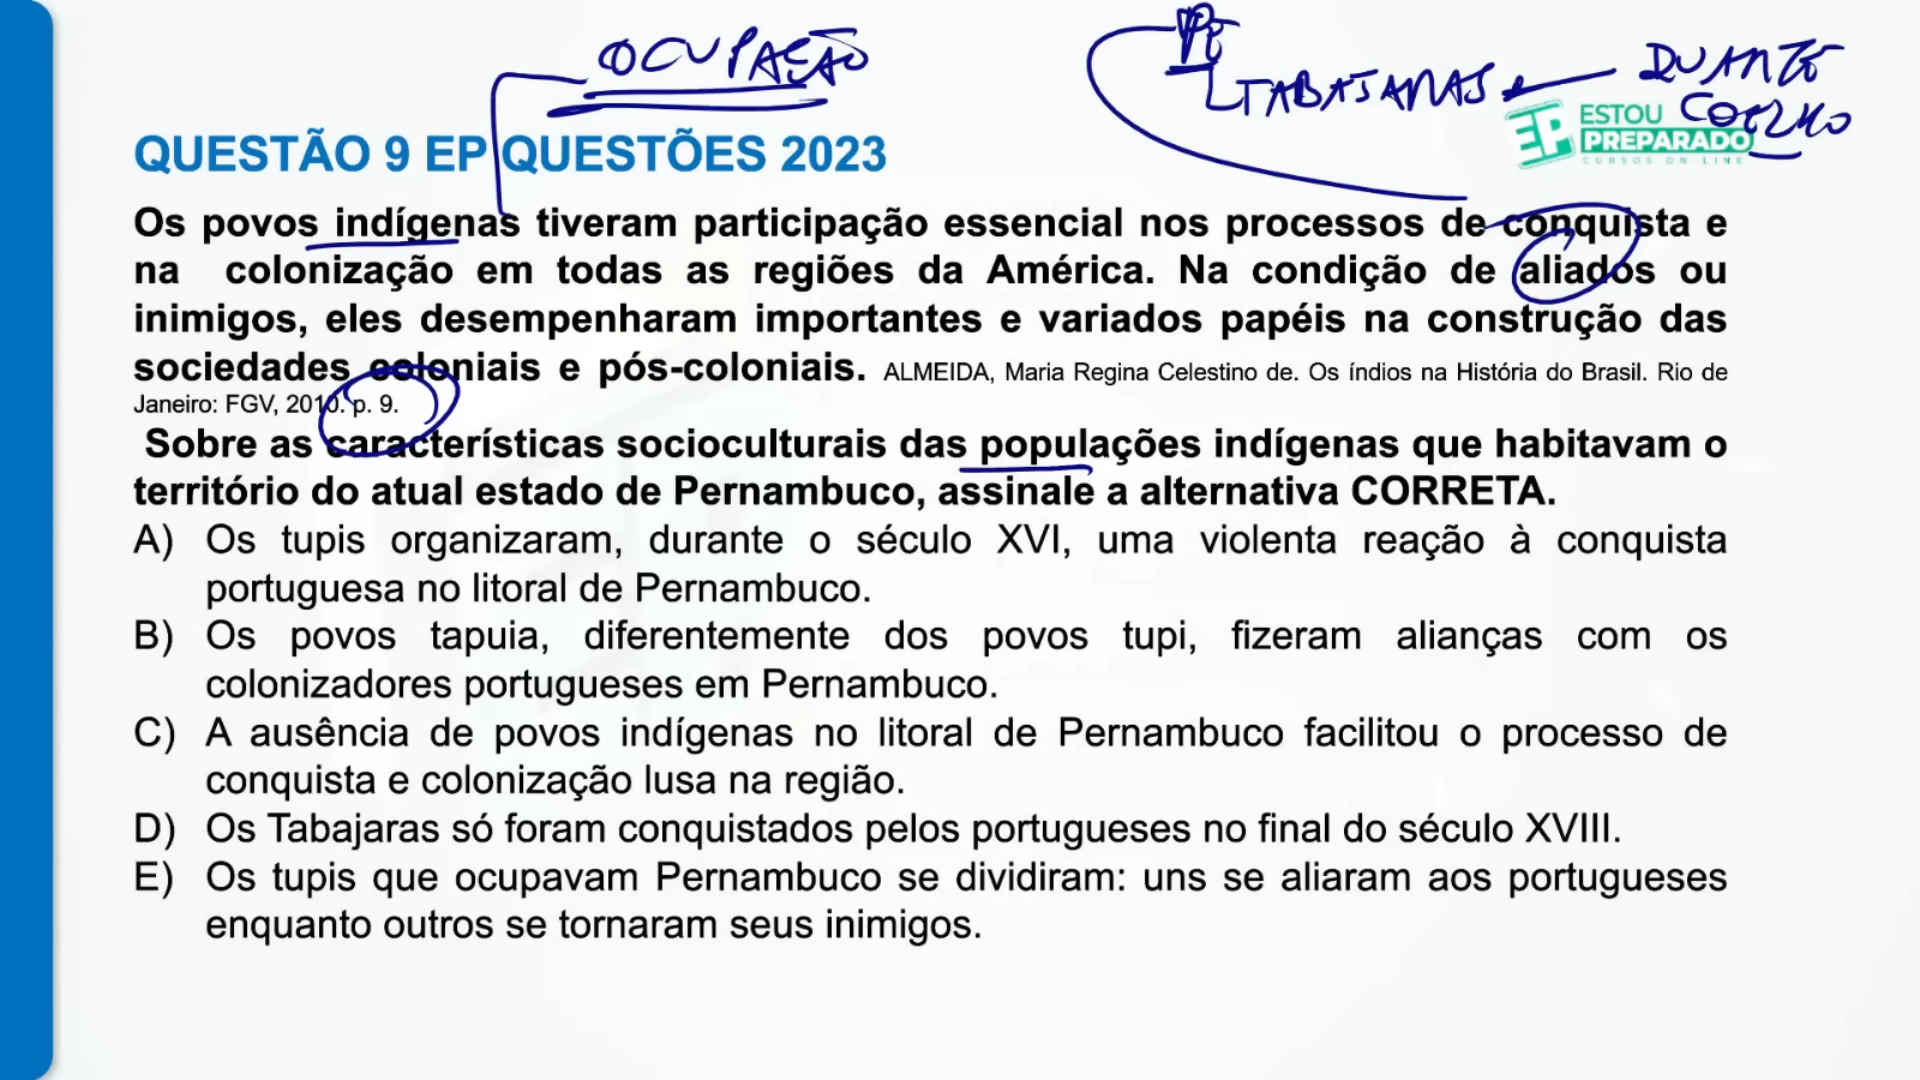 OCUPAÇÃO
PE
TABAJARAS
DUARTE
COELHO
EP ESTOU
PREPARADO
CURSOS ON-LINE
QUESTÃO 9 EP QUESTÕES 2023
Os povos indígenas tiveram participação essencial nos processos de conquista e
na colonização em todas as regiões da América. Na condição de aliados ou
inimigos, eles desempenharam importantes e variados papéis na construção das
sociedades coloniais e pós-coloniais. ALMEIDA, Maria Regina Celestino de. Os índios na História do Brasil. Rio de
Janeiro: FGV, 2010. p. 9.
Sobre as características socioculturais das populações indígenas que habitavam o
território do atual estado de Pernambuco, assinale a alternativa CORRETA.
A) Os tupis organizaram, durante o século XVI, uma violenta reação à conquista
portuguesa no litoral de Pernambuco.
B) Os povos tapuia, diferentemente dos povos tupi, fizeram alianças com os
colonizadores portugueses em Pernambuco.
C) A ausência de povos indígenas no litoral de Pernambuco facilitou o processo de
conquista e colonização lusa na região.
D) Os Tabajaras só foram conquistados pelos portugueses no final do século XVIII.
E) Os tupis que ocupavam Pernambuco se dividiram: uns se aliaram aos portugueses
enquanto outros se tornaram seus inimigos.